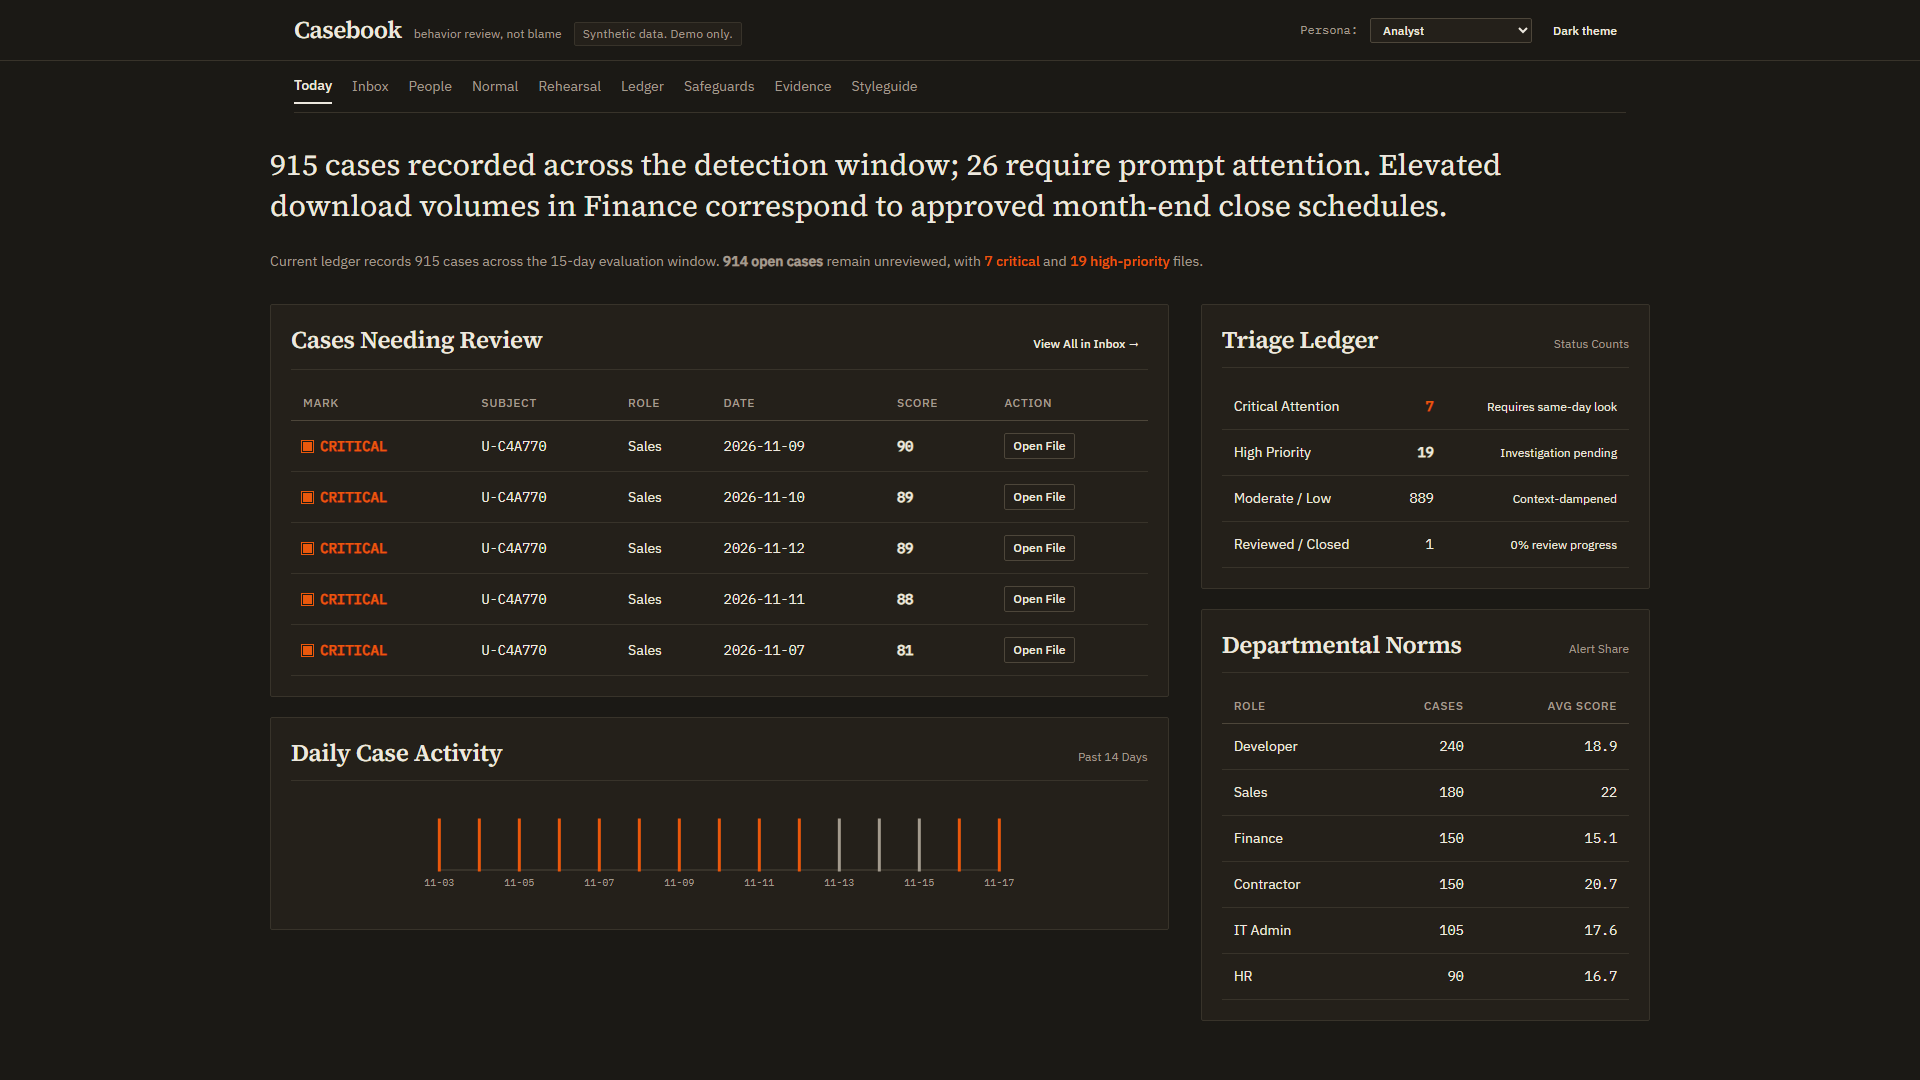 Casebook behavior review, not blame Synthetic data. Demo only.
Persona: Analyst Dark theme
Today Inbox People Normal Rehearsal Ledger Safeguards Evidence Styleguide
915 cases recorded across the detection window; 26 require prompt attention. Elevated
download volumes in Finance correspond to approved month-end close schedules.
Current ledger records 915 cases across the 15-day evaluation window. 914 open cases remain unreviewed, with 7 critical and 19 high-priority files.
Cases Needing Review View All in Inbox →
MARK SUBJECT ROLE DATE SCORE ACTION
CRITICAL U-C4A770 Sales 2026-11-09 90 Open File
CRITICAL U-C4A770 Sales 2026-11-10 89 Open File
CRITICAL U-C4A770 Sales 2026-11-12 89 Open File
CRITICAL U-C4A770 Sales 2026-11-11 88 Open File
CRITICAL U-C4A770 Sales 2026-11-07 81 Open File
Daily Case Activity Past 14 Days
11-03 11-05 11-07 11-09 11-11 11-13 11-15 11-17
Triage Ledger Status Counts
Critical Attention 7 Requires same-day look
High Priority 19 Investigation pending
Moderate / Low 889 Context-dampened
Reviewed / Closed 1 0% review progress
Departmental Norms Alert Share
ROLE CASES AVG SCORE
Developer 240 18.9
Sales 180 22
Finance 150 15.1
Contractor 150 20.7
IT Admin 105 17.6
HR 90 16.7